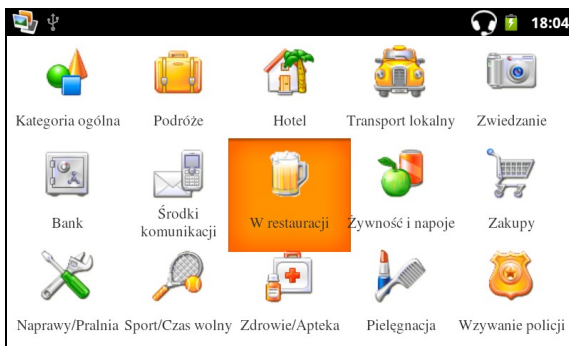 18:04
Kategoria ogólna Podróże Hotel Transport lokalny Zwiedzanie
Bank Środki komunikacji W restauracji Żywność i napoje Zakupy
Naprawy/Pralnia Sport/Czas wolny Zdrowie/Apteka Pielęgnacja Wzywanie policji